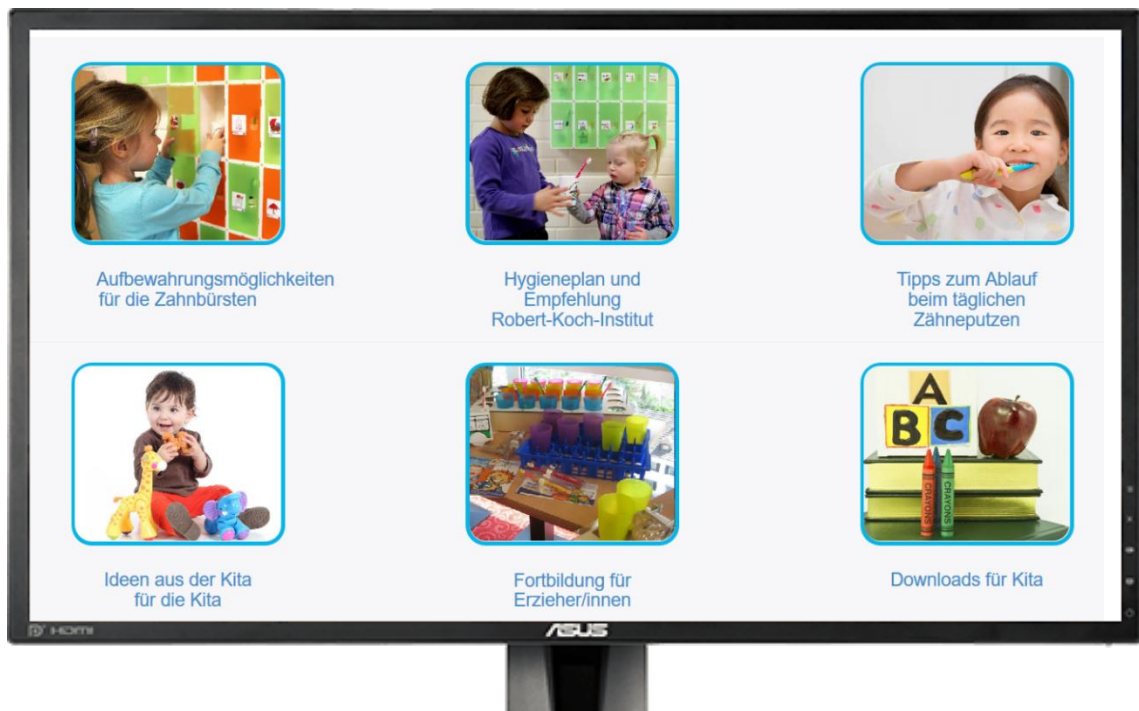 Aufbewahrungsmöglichkeiten
für die Zahnbürsten
Hygieneplan und
Empfehlung
Robert-Koch-Institut
Tipps zum Ablauf
beim täglichen
Zähneputzen
A
B C
CRAYONS
CRAYONS
Ideen aus der Kita
für die Kita
Fortbildung für
Erzieher/innen
Downloads für Kita
HDMI
ASUS